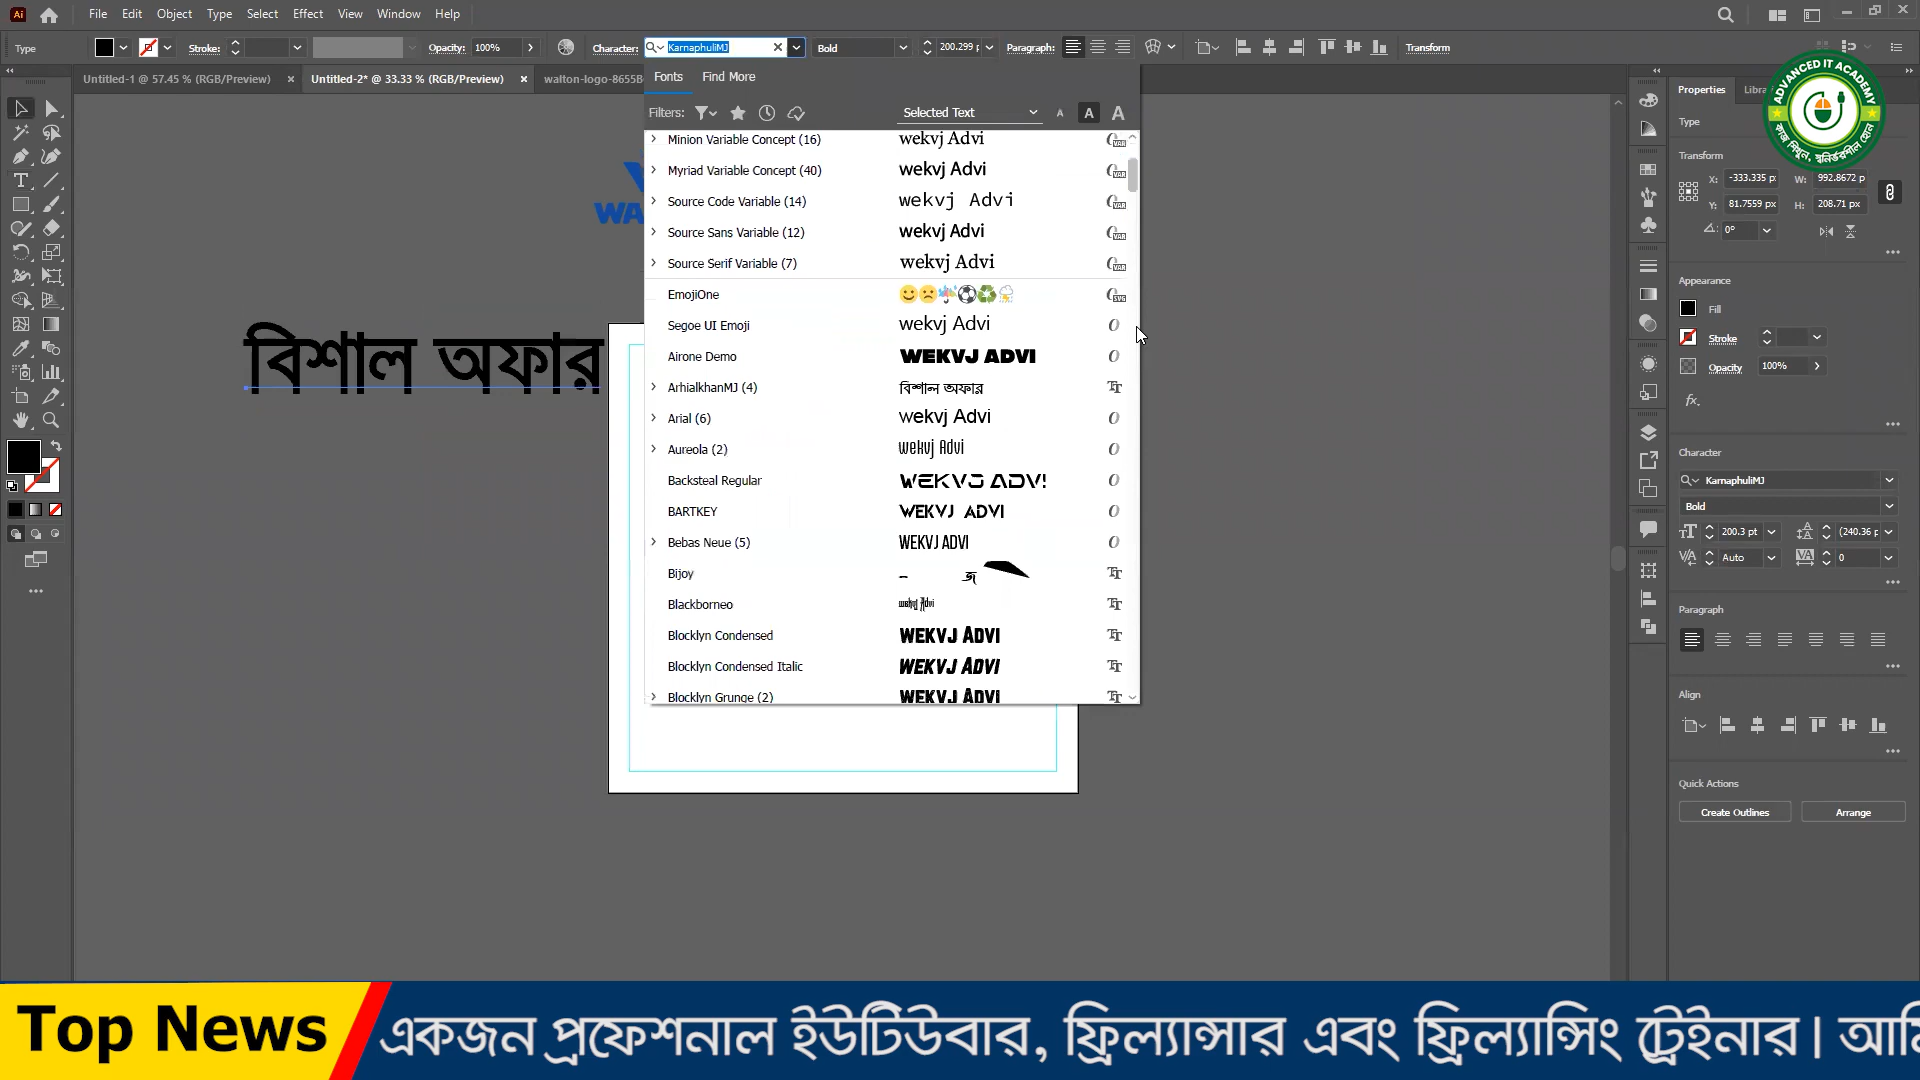 Ai File Edit Object Type Select Effect View Window Help
Type Stroke: Opacity: 100% Character: KarnaphuliMJ Bold 200.299 p Paragraph: Transform
Untitled-1 @ 57.45 % (RGB/Preview) Untitled-2* @ 33.33 % (RGB/Preview) walton-logo-8655B
Fonts Find More
Filters: Selected Text A A A
Minion Variable Concept (16) wekvj Advi
Myriad Variable Concept (40) wekvj Advi
Source Code Variable (14) wekvj Advi
Source Sans Variable (12) wekvj Advi
Source Serif Variable (7) wekvj Advi
EmojiOne
Segoe UI Emoji wekvj Advi
Airone Demo WEKVJ ADVI
ArhialkhanMJ (4) বিশাল অফার
Arial (6) wekvj Advi
Aureola (2) wekvj Advi
Backsteal Regular WEKVJ ADV!
BARTKEY WEKVJ ADVI
Bebas Neue (5) WEKVJ ADVI
Bijoy জ
Blackborneo wekvj Advi
Blocklyn Condensed WEKVJ ADVI
Blocklyn Condensed Italic WEKVJ ADVI
Blocklyn Grunge (2) WEKVJ ADVI
WA
বিশাল অফার
Properties Libr
Type
Transform
X: -333.335 p W: 992.8672 p
Y: 81.7559 px H: 208.71 px
0°
Appearance
Fill
Stroke
Opacity 100%
fx
Character
KarnaphuliMJ
Bold
200.3 pt (240.36 p
Auto 0
Paragraph
Align
Quick Actions
Create Outlines Arrange
ADVANCED IT ACADEMY
কাজ শিখুন, স্বনির্ভরশীল হোন
Top News একজন প্রফেশনাল ইউটিউবার, ফ্রিল্যান্সার এবং ফ্রিল্যান্সিং ট্রেইনার। আমি